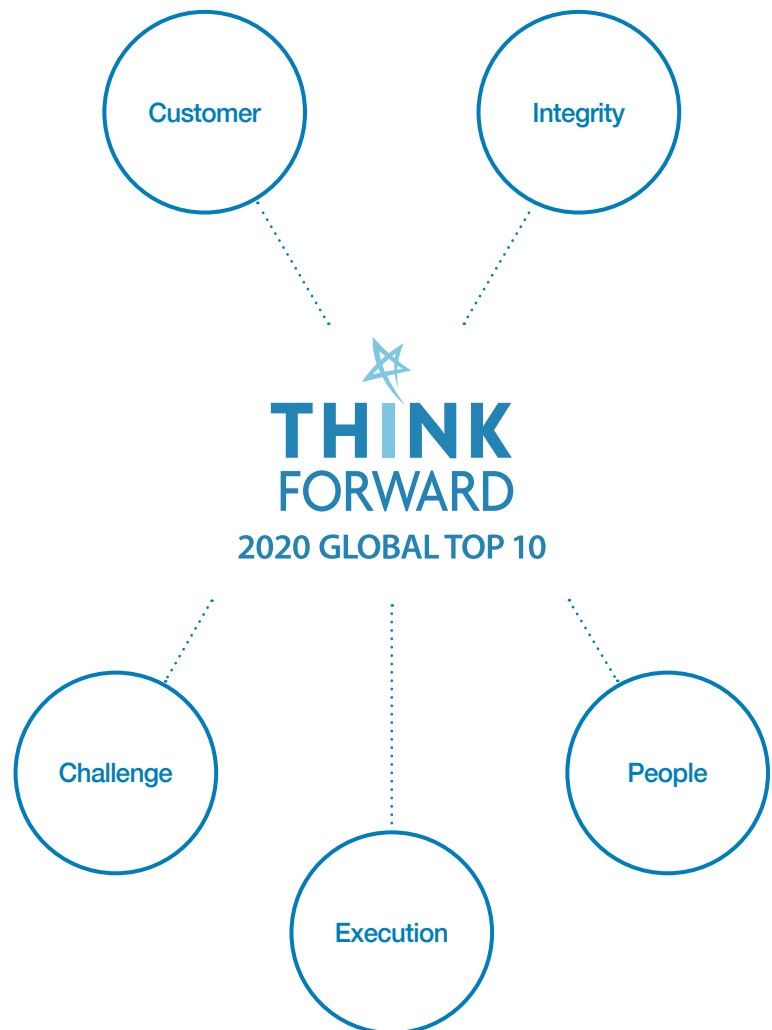 Customer
Integrity
THINK
FORWARD
2020 GLOBAL TOP 10
Challenge
People
Execution